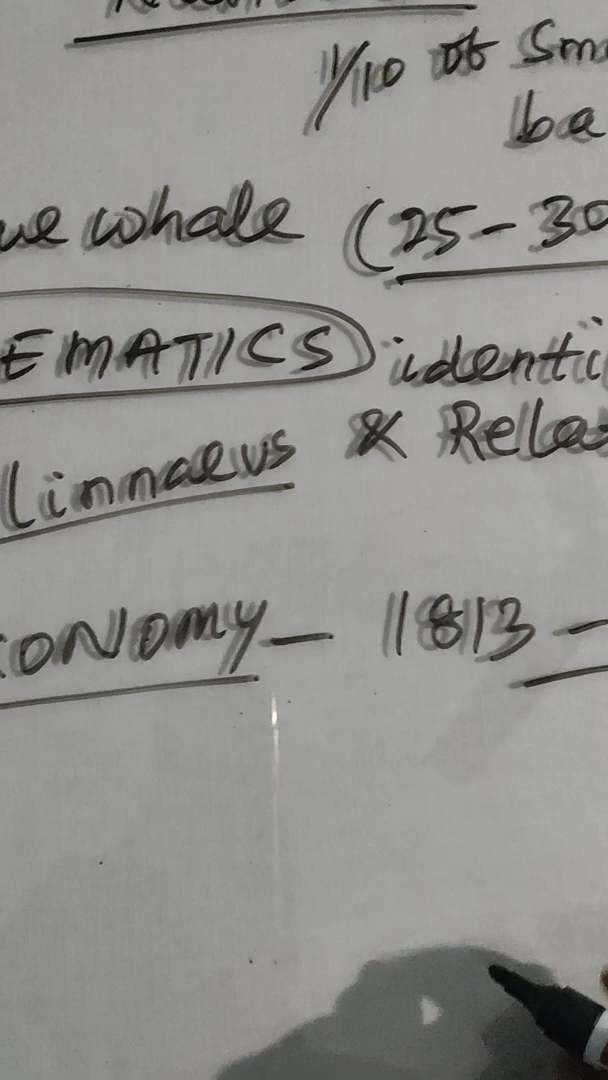 1/10 of Sm
ba
ue whale (25-30
EMATICS identi
Linnaeus & Rela
ONOMY - 1813 -